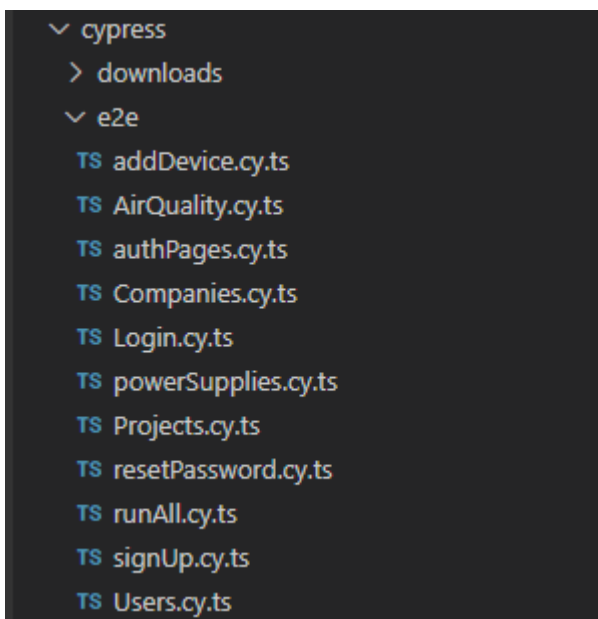 cypress
downloads
e2e
TS addDevice.cy.ts
TS AirQuality.cy.ts
TS authPages.cy.ts
TS Companies.cy.ts
TS Login.cy.ts
TS powerSupplies.cy.ts
TS Projects.cy.ts
TS resetPassword.cy.ts
TS runAll.cy.ts
TS signUp.cy.ts
TS Users.cy.ts